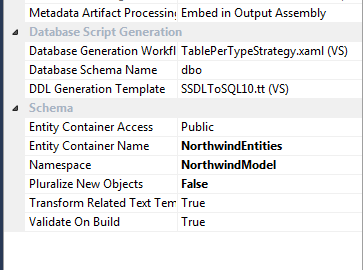 Metadata Artifact Processing Embed in Output Assembly
Database Script Generation
Database Generation Workfl TablePerTypeStrategy.xaml (VS)
Database Schema Name dbo
DDL Generation Template SSDLToSQL10.tt (VS)
Schema
Entity Container Access Public
Entity Container Name NorthwindEntities
Namespace NorthwindModel
Pluralize New Objects False
Transform Related Text Tem True
Validate On Build True